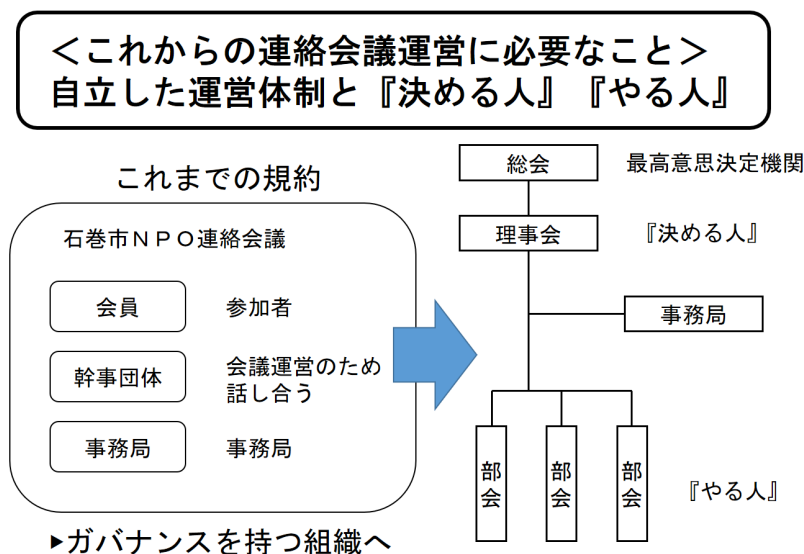 ＜これからの連絡会議運営に必要なこと＞
自立した運営体制と『決める人』『やる人』
これまでの規約
石巻市ＮＰＯ連絡会議
会員 参加者
幹事団体 会議運営のため
話し合う
事務局 事務局
▶ガバナンスを持つ組織へ
総会 最高意思決定機関
理事会 『決める人』
事務局
部会 部会 部会 『やる人』